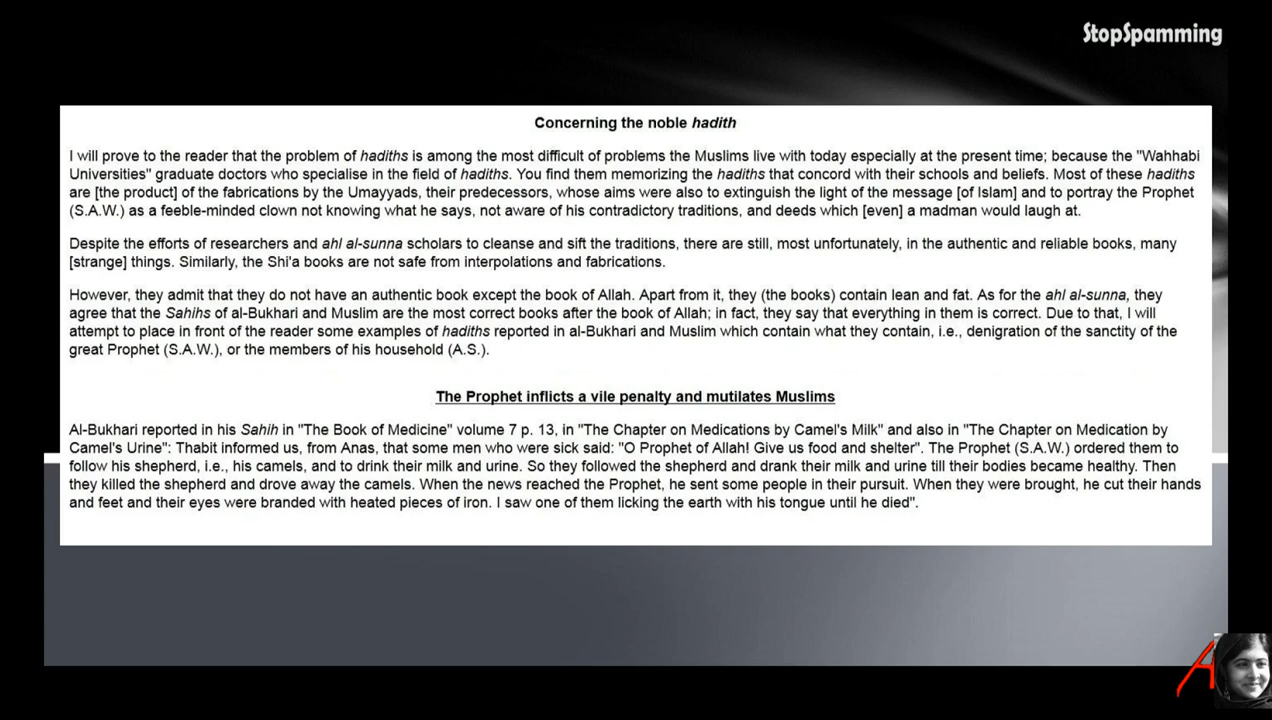 StopSpamming
Concerning the noble hadith
I will prove to the reader that the problem of hadiths is among the most difficult of problems the Muslims live with today especially at the present time; because the "Wahhabi
Universities" graduate doctors who specialise in the field of hadiths. You find them memorizing the hadiths that concord with their schools and beliefs. Most of these hadiths
are [the product] of the fabrications by the Umayyads, their predecessors, whose aims were also to extinguish the light of the message [of Islam] and to portray the Prophet
(S.A.W.) as a feeble-minded clown not knowing what he says, not aware of his contradictory traditions, and deeds which [even] a madman would laugh at.
Despite the efforts of researchers and ahl al-sunna scholars to cleanse and sift the traditions, there are still, most unfortunately, in the authentic and reliable books, many
[strange] things. Similarly, the Shi'a books are not safe from interpolations and fabrications.
However, they admit that they do not have an authentic book except the book of Allah. Apart from it, they (the books) contain lean and fat. As for the ahl al-sunna, they
agree that the Sahihs of al-Bukhari and Muslim are the most correct books after the book of Allah; in fact, they say that everything in them is correct. Due to that, I will
attempt to place in front of the reader some examples of hadiths reported in al-Bukhari and Muslim which contain what they contain, i.e., denigration of the sanctity of the
great Prophet (S.A.W.), or the members of his household (A.S.).
The Prophet inflicts a vile penalty and mutilates Muslims
Al-Bukhari reported in his Sahih in "The Book of Medicine" volume 7 p. 13, in "The Chapter on Medications by Camel's Milk" and also in "The Chapter on Medication by
Camel's Urine": Thabit informed us, from Anas, that some men who were sick said: "O Prophet of Allah! Give us food and shelter". The Prophet (S.A.W.) ordered them to
follow his shepherd, i.e., his camels, and to drink their milk and urine. So they followed the shepherd and drank their milk and urine till their bodies became healthy. Then
they killed the shepherd and drove away the camels. When the news reached the Prophet, he sent some people in their pursuit. When they were brought, he cut their hands
and feet and their eyes were branded with heated pieces of iron. I saw one of them licking the earth with his tongue until he died".
A